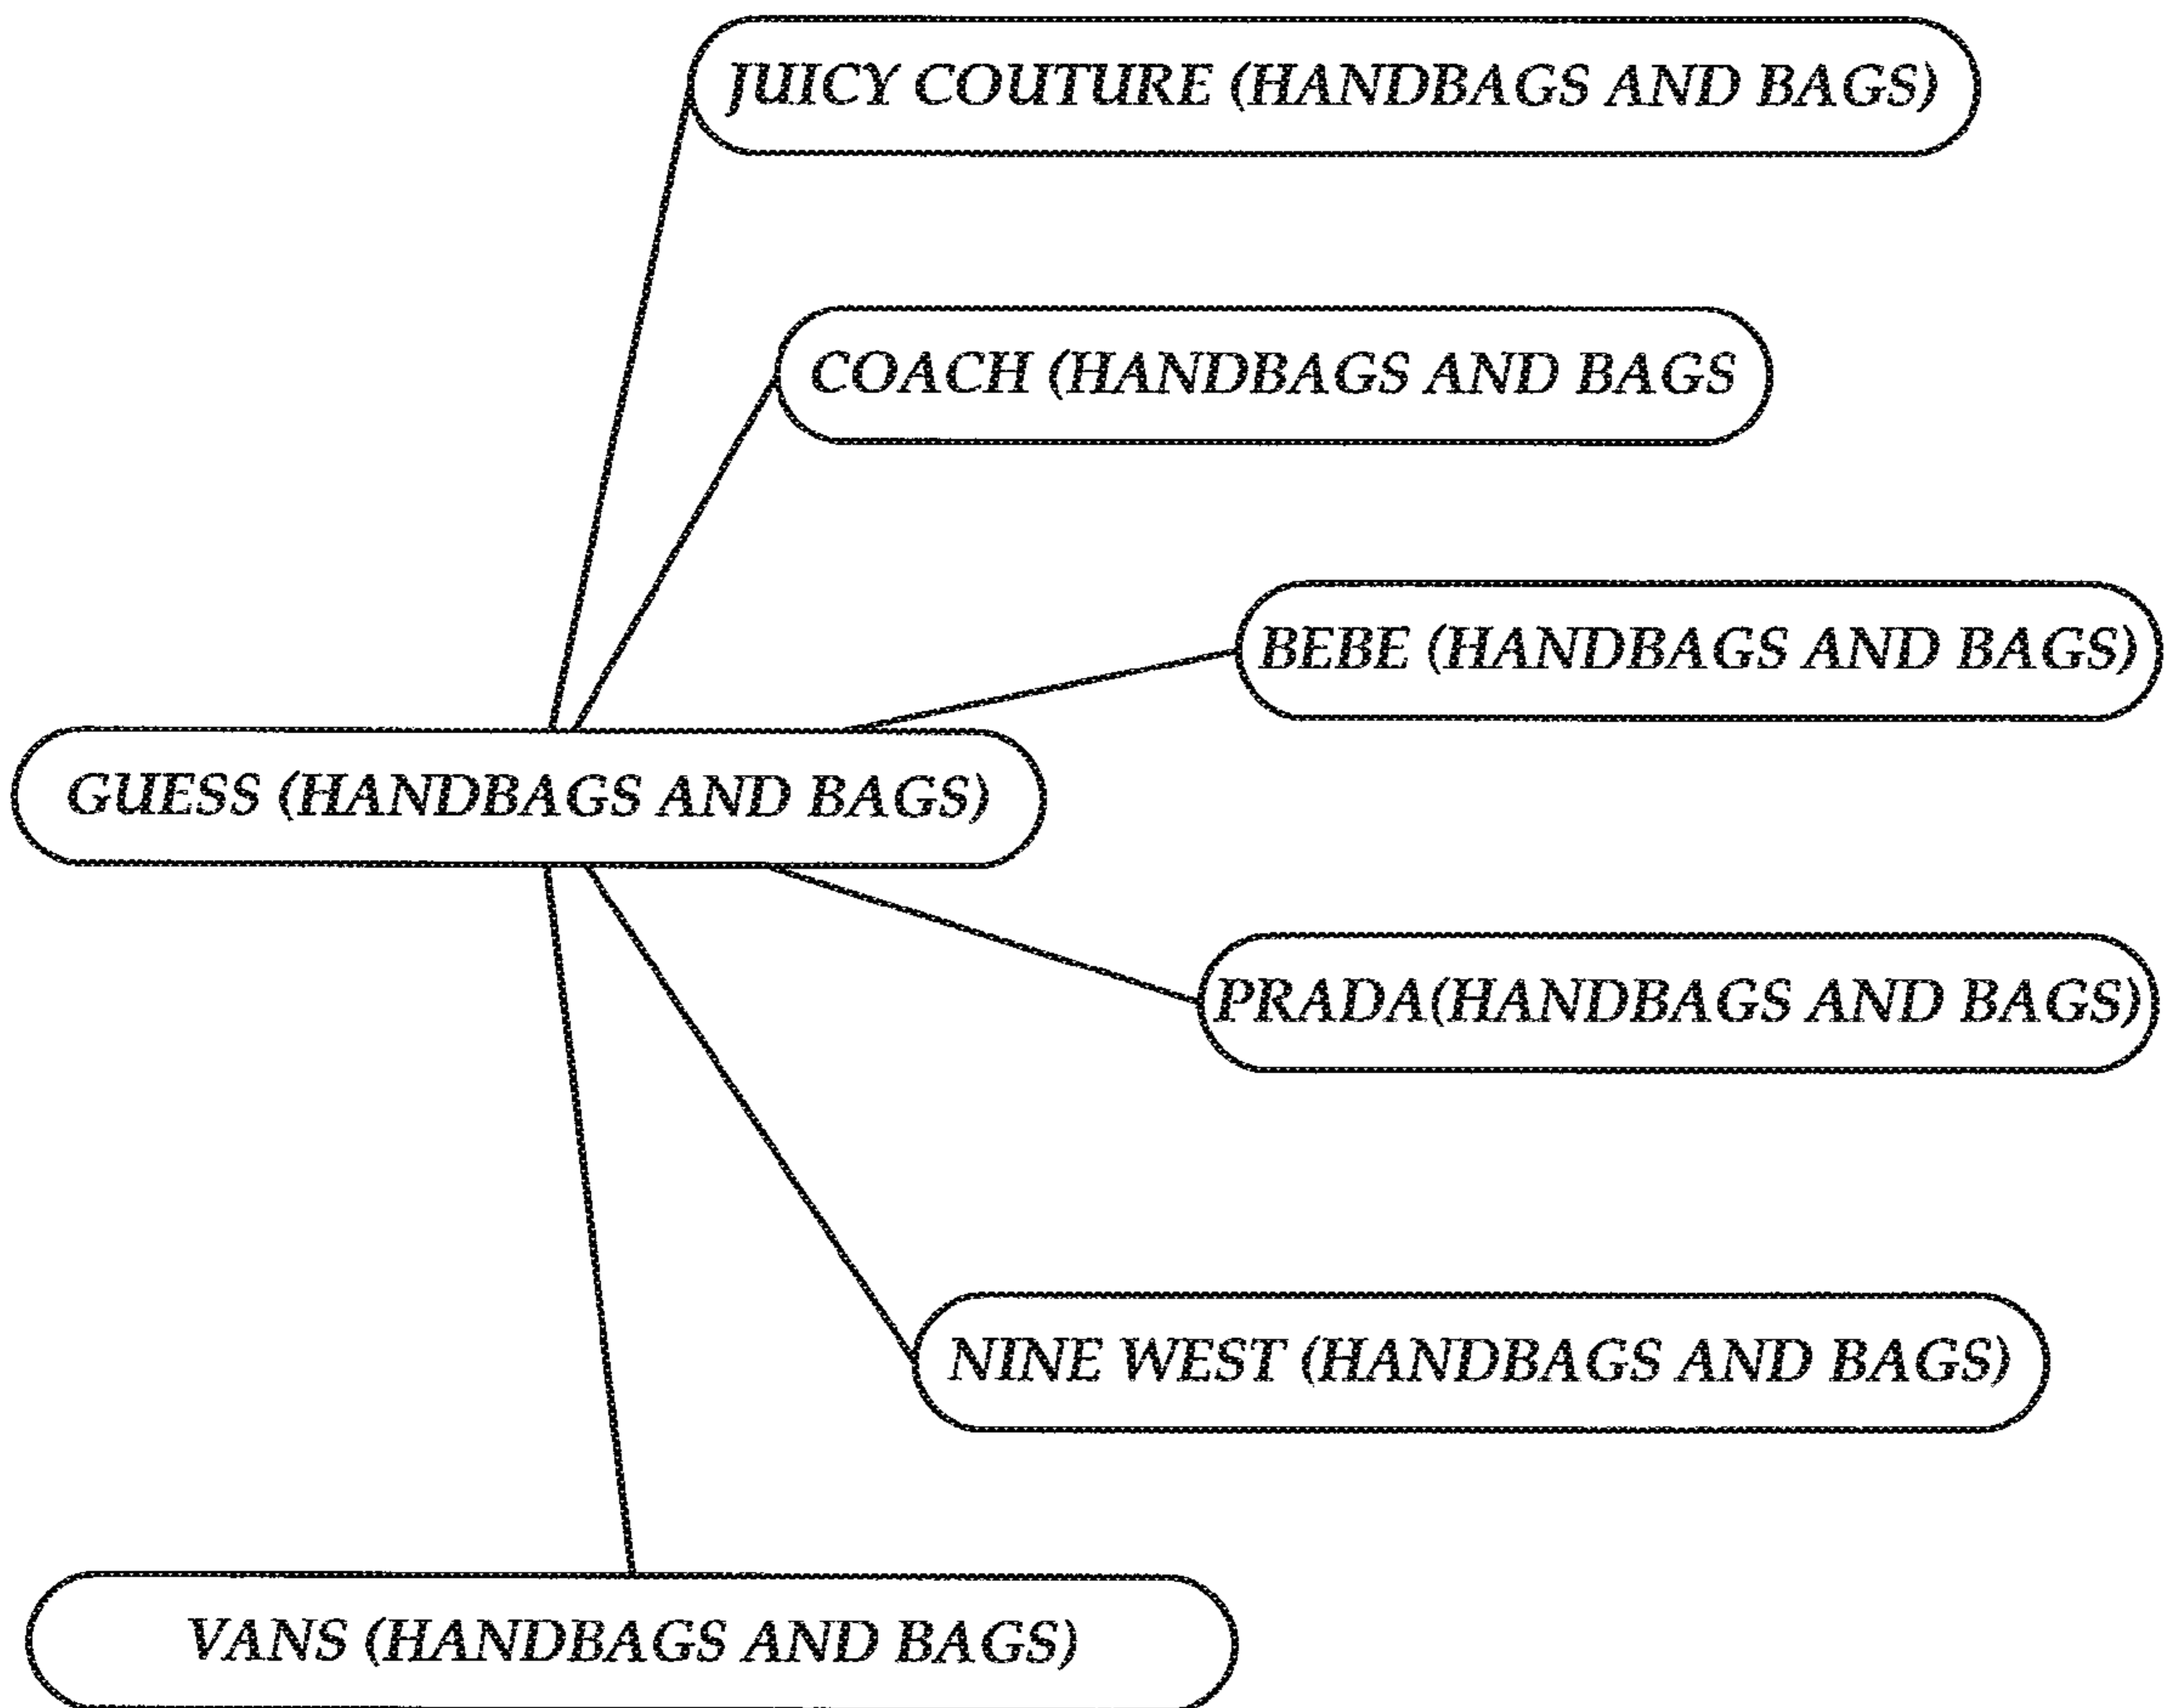 JUICY COUTURE (HANDBAGS AND BAGS)
COACH (HANDBAGS AND BAGS
BEBE (HANDBAGS AND BAGS)
GUESS (HANDBAGS AND BAGS)
PRADA(HANDBAGS AND BAGS)
NINE WEST (HANDBAGS AND BAGS)
VANS (HANDBAGS AND BAGS)